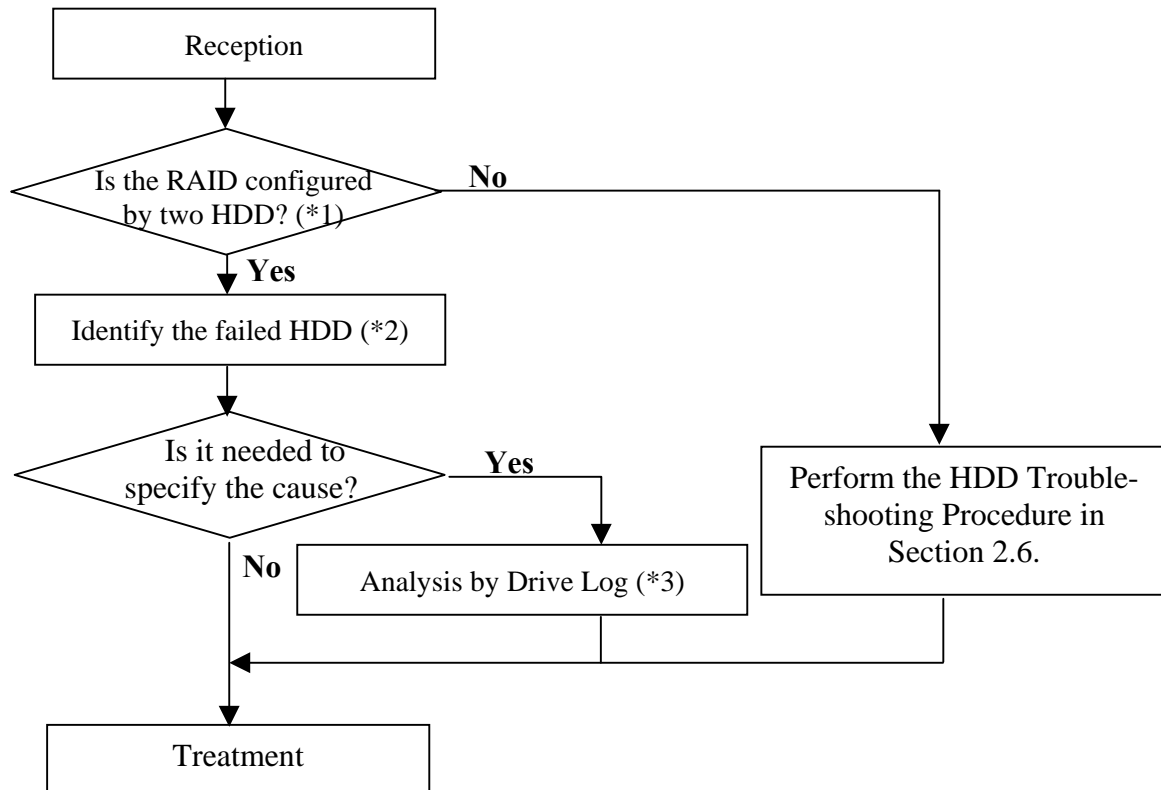 Reception
Is the RAID configured
by two HDD? (*1)
No
Yes
Identify the failed HDD (*2)
Is it needed to
specify the cause?
Yes
No
Analysis by Drive Log (*3)
Perform the HDD Trouble-
shooting Procedure in
Section 2.6.
Treatment